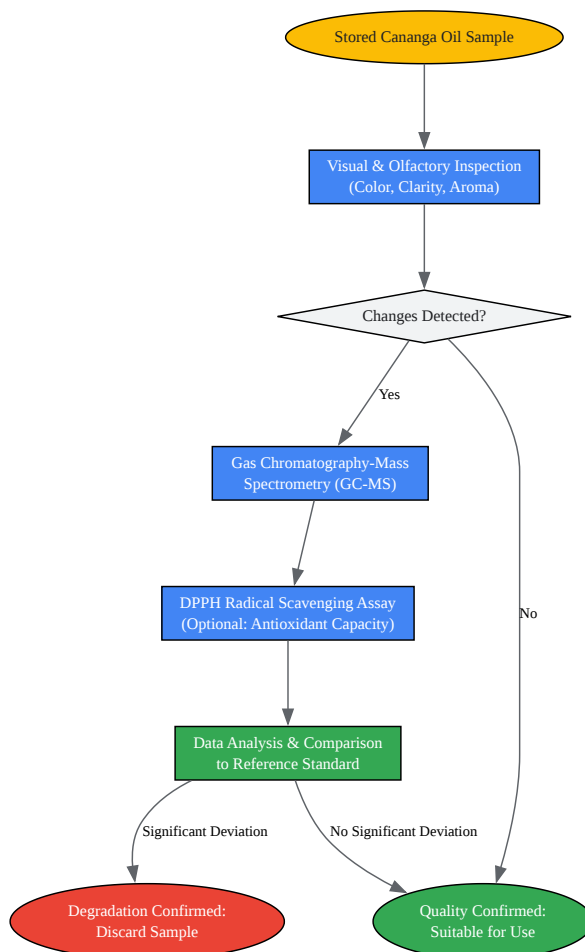 Stored Cananga Oil Sample
Visual & Olfactory Inspection
(Color, Clarity, Aroma)
Changes Detected?
Yes
Gas Chromatography-Mass
Spectrometry (GC-MS)
DPPH Radical Scavenging Assay
(Optional: Antioxidant Capacity)
No
Data Analysis & Comparison
to Reference Standard
Significant Deviation
No Significant Deviation
Degradation Confirmed:
Discard Sample
Quality Confirmed:
Suitable for Use